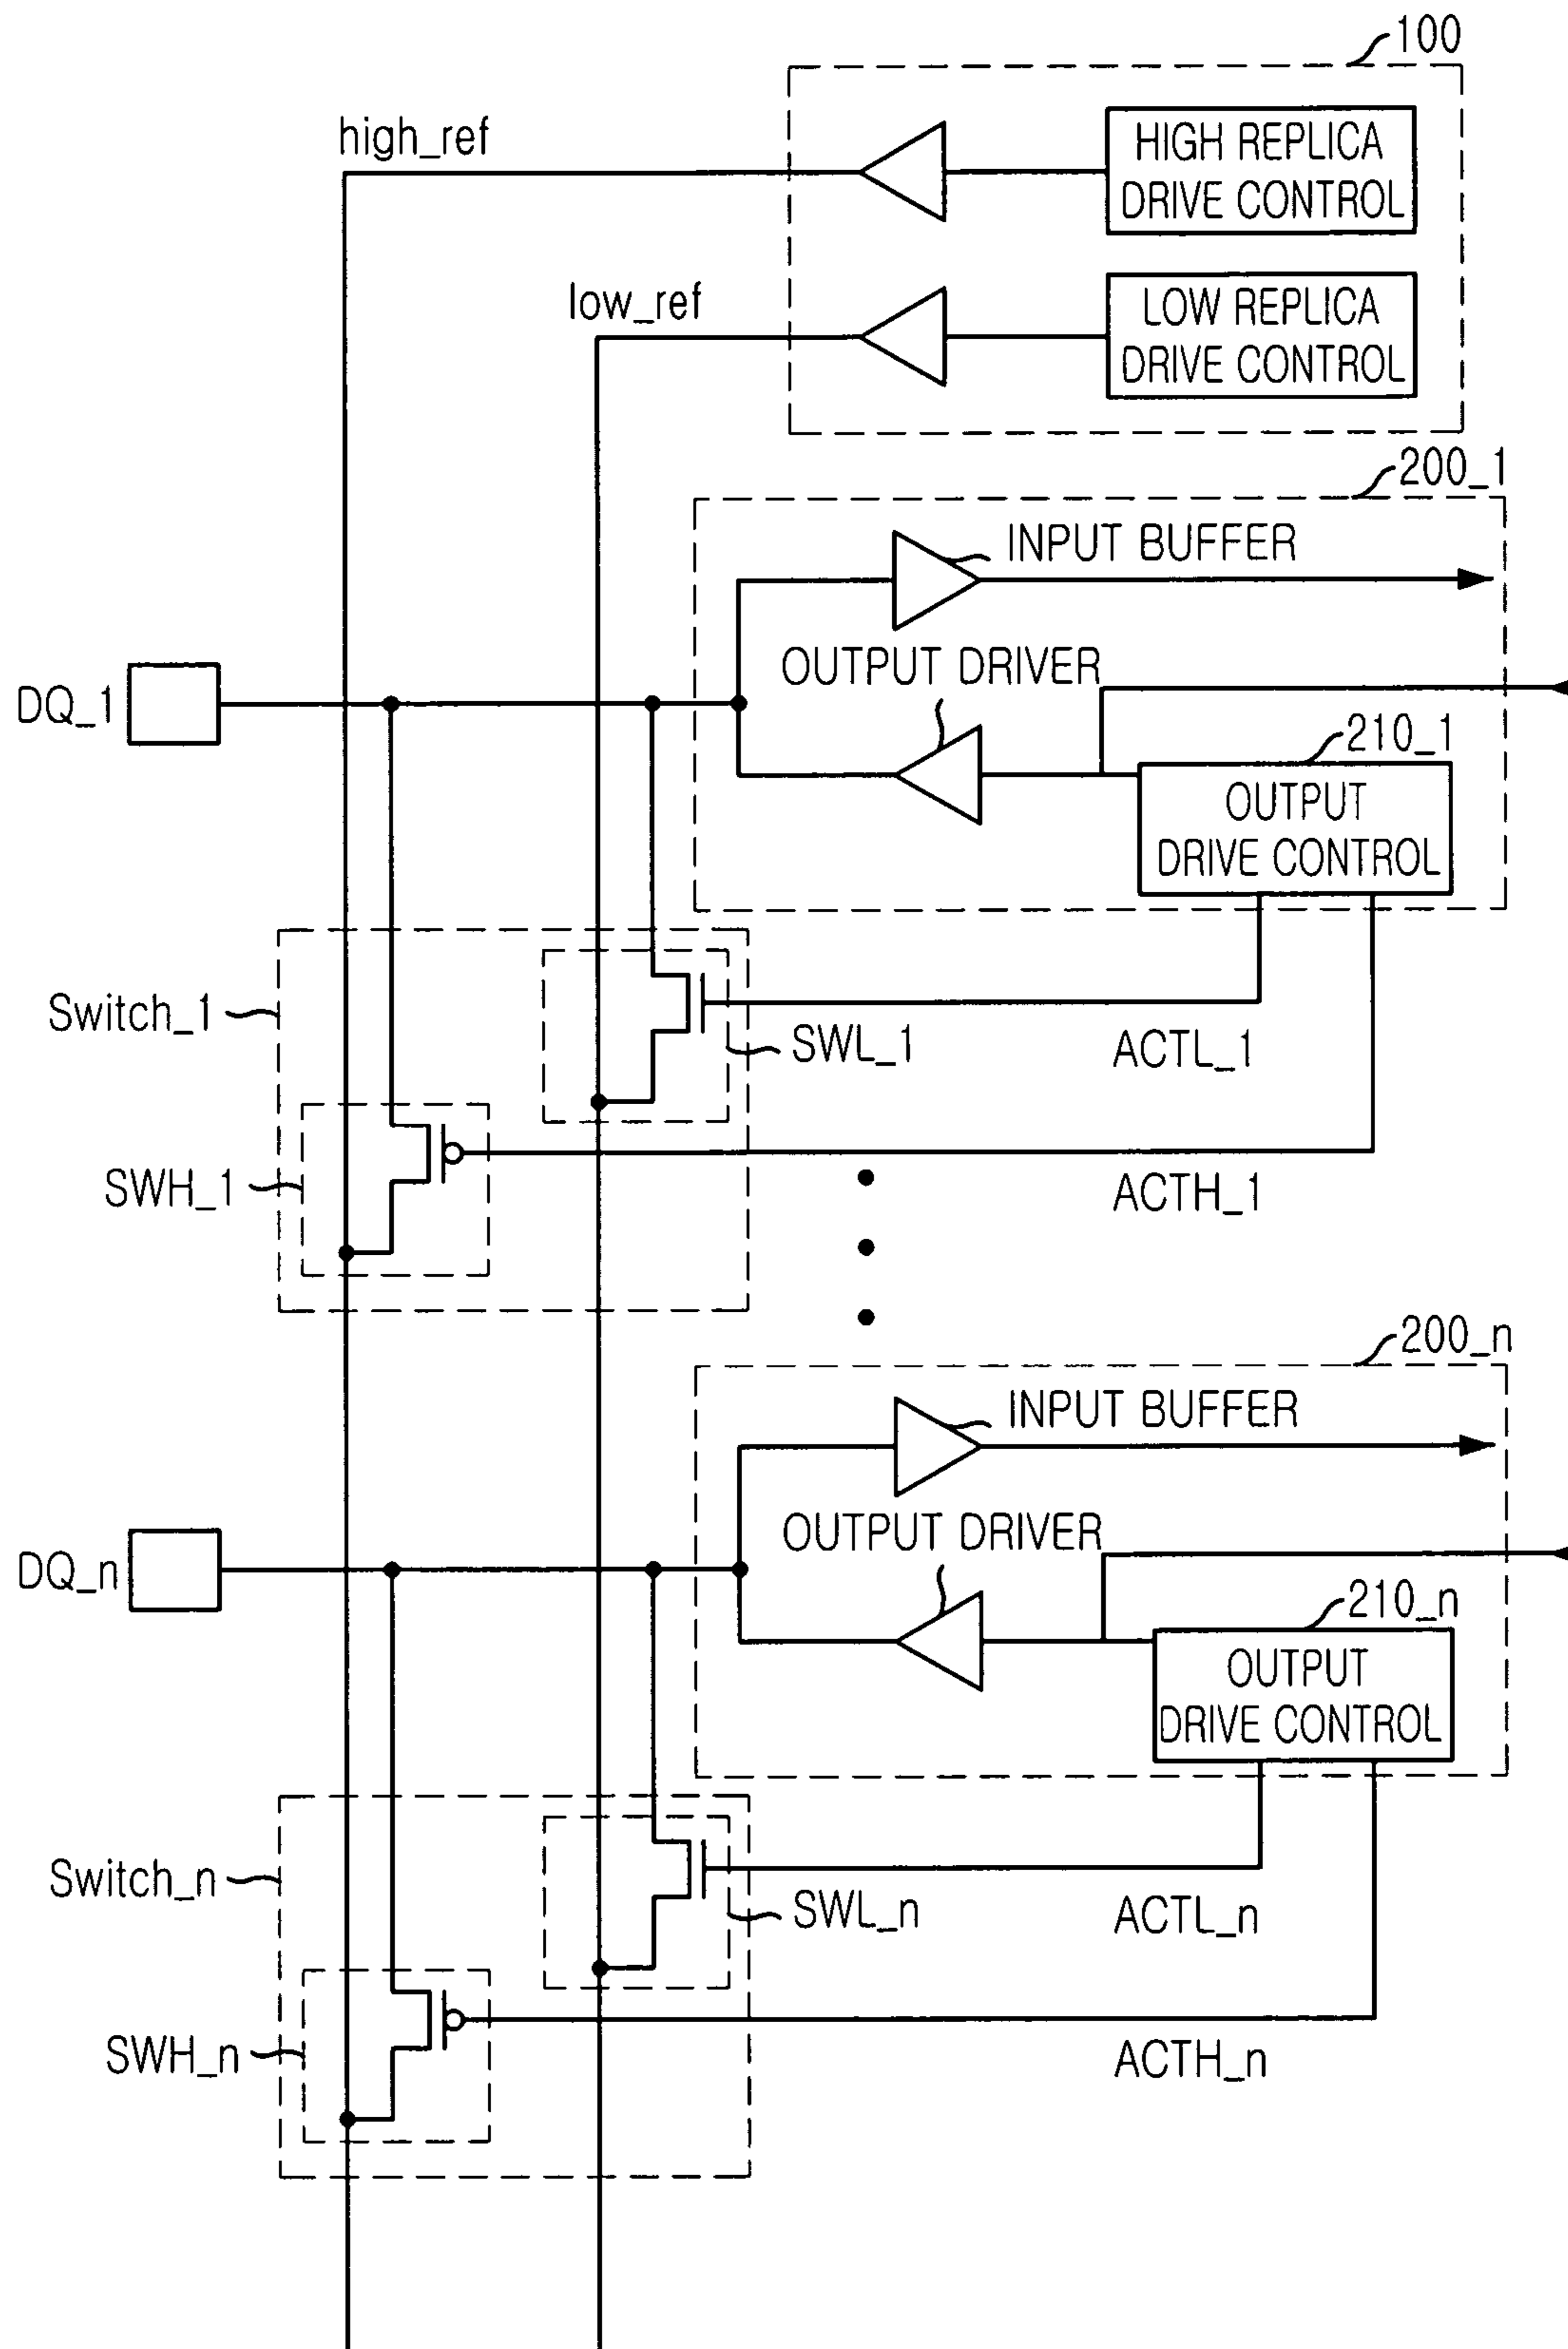 100
high_ref
HIGH REPLICA
DRIVE CONTROL
low_ref
LOW REPLICA
DRIVE CONTROL
200_1
INPUT BUFFER
OUTPUT DRIVER
DQ_1
210_1
OUTPUT
DRIVE CONTROL
Switch_1
SWL_1
ACTL_1
SWH_1
ACTH_1
200_n
INPUT BUFFER
OUTPUT DRIVER
DQ_n
210_n
OUTPUT
DRIVE CONTROL
Switch_n
SWL_n
ACTL_n
SWH_n
ACTH_n